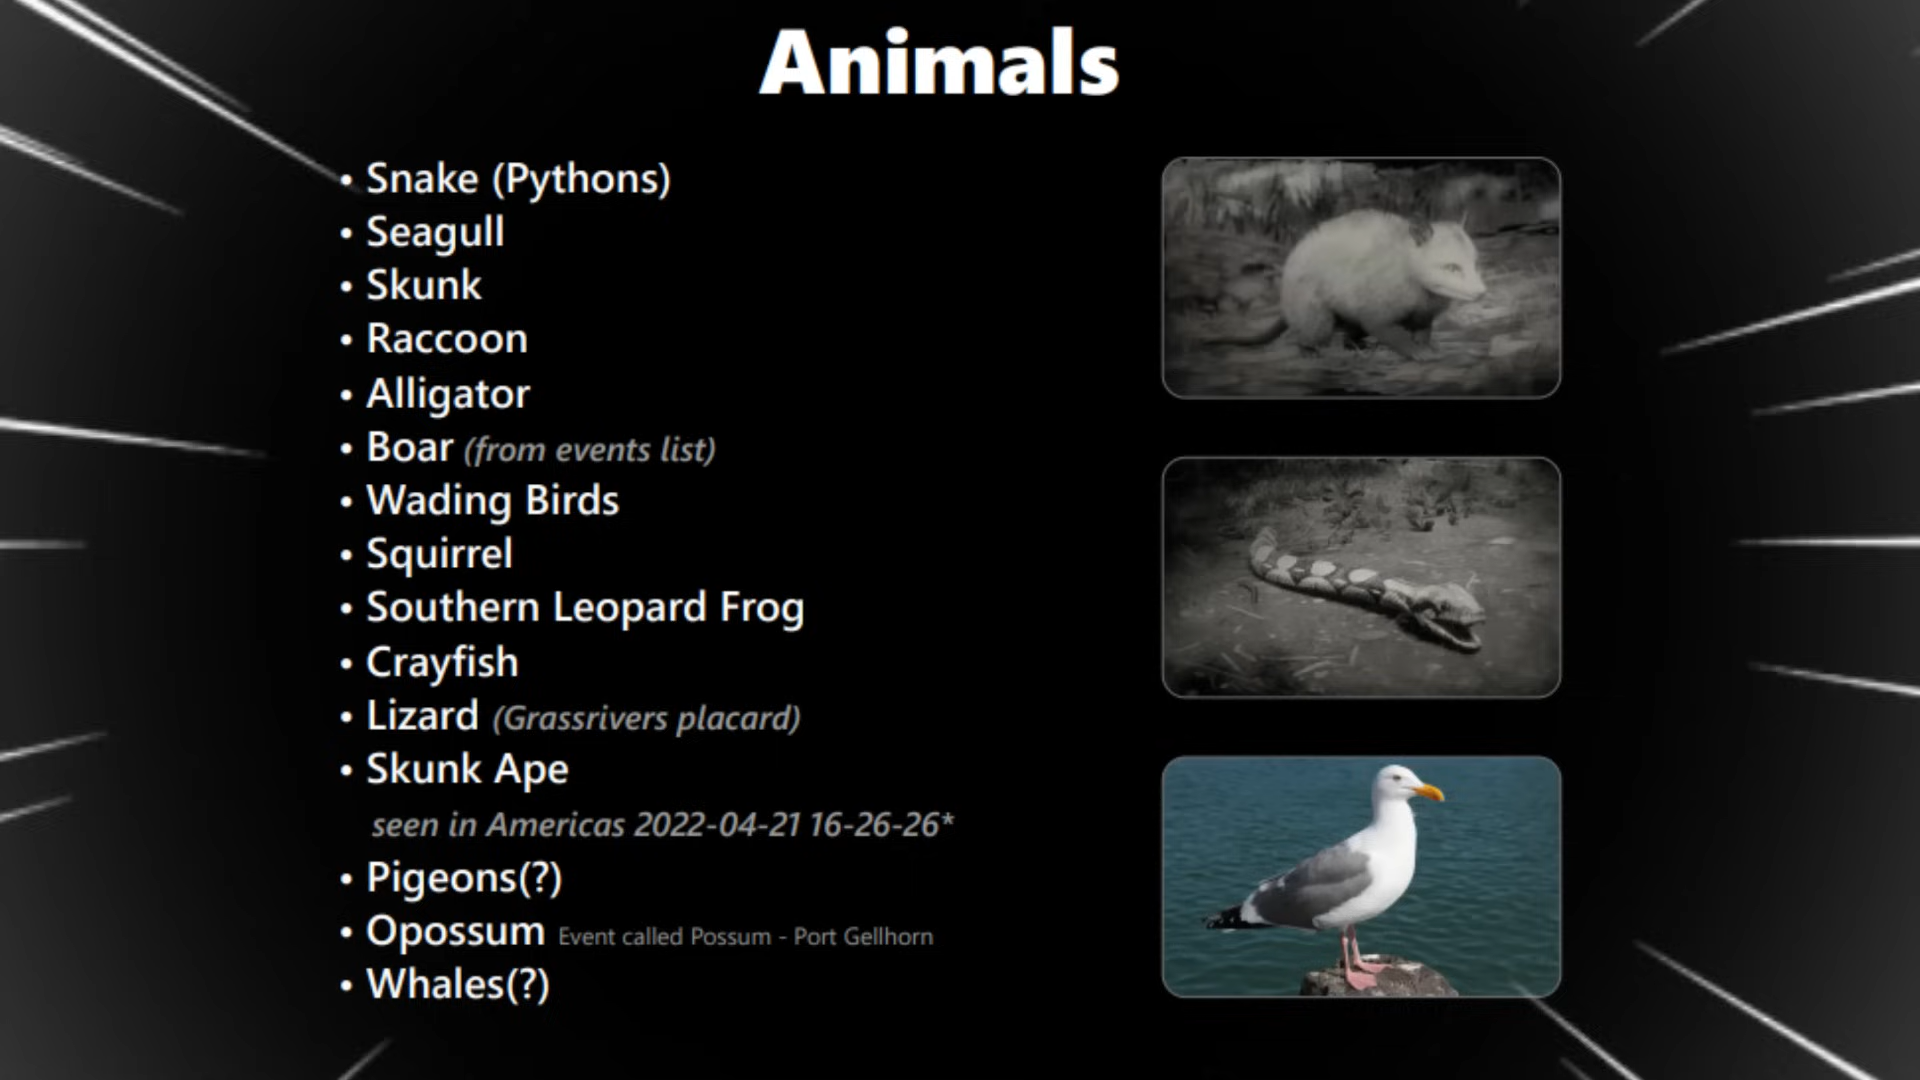 Animals
• Snake (Pythons)
• Seagull
• Skunk
• Raccoon
• Alligator
• Boar (from events list)
• Wading Birds
• Squirrel
• Southern Leopard Frog
• Crayfish
• Lizard (Grassrivers placard)
• Skunk Ape
seen in Americas 2022-04-21 16-26-26*
• Pigeons(?)
• Opossum Event called Possum - Port Gellhorn
• Whales(?)